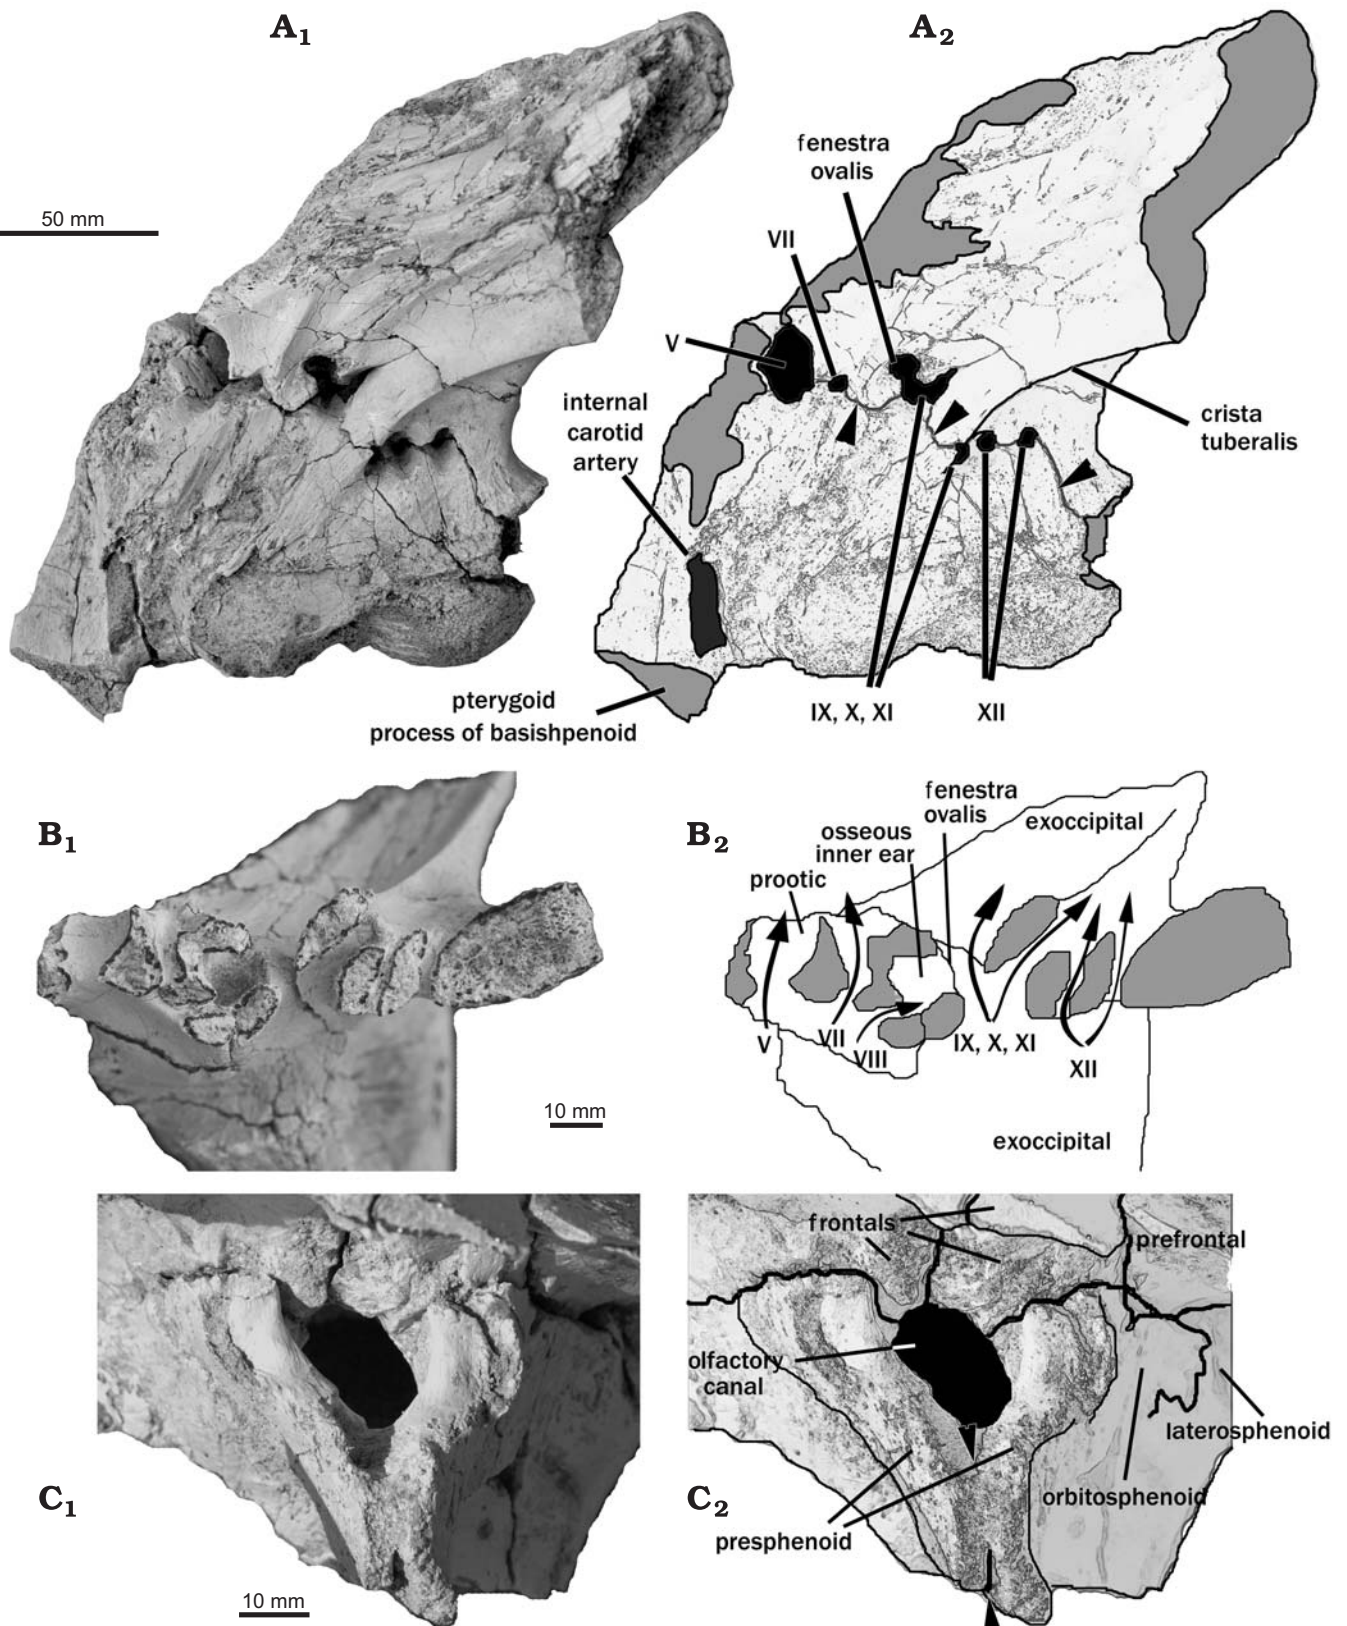 A1
A2
50 mm
fenestra
ovalis
VII
V
internal
carotid
artery
crista
tuberalis
pterygoid
process of basishpenoid
IX, X, XI
XII
B1
B2
fenestra
ovalis
exoccipital
osseous
inner ear
prootic
V
VII
VIII
IX, X, XI
XII
10 mm
exoccipital
frontals
prefrontal
olfactory
canal
laterosphenoid
orbitosphenoid
presphenoid
C1
C2
10 mm